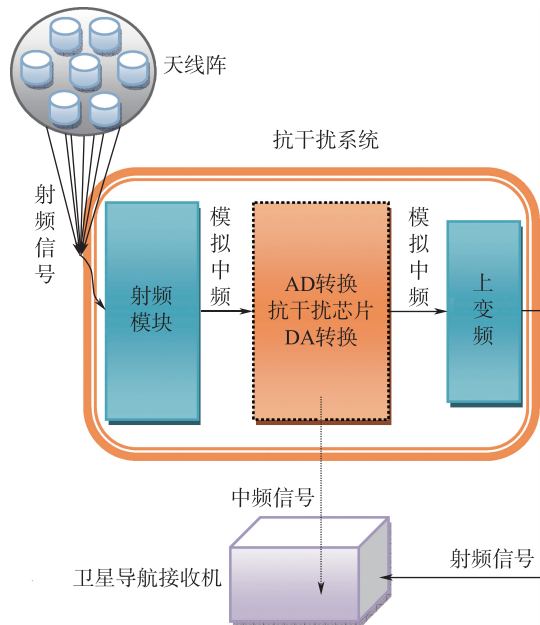 天线阵
抗干扰系统
射频信号
射频
模块
模拟中频
AD转换
抗干扰芯片
DA转换
模拟中频
上变频
中频信号
卫星导航接收机
射频信号